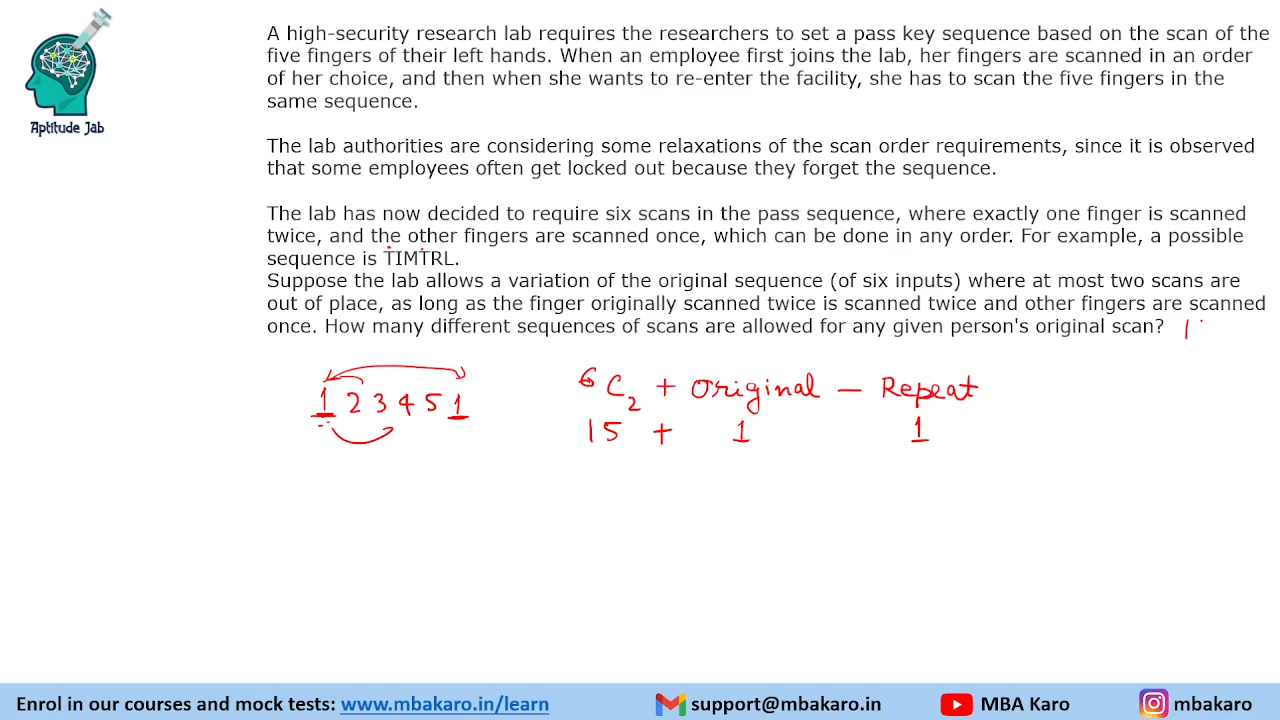 Aptitude Jab
A high-security research lab requires the researchers to set a pass key sequence based on the scan of the
five fingers of their left hands. When an employee first joins the lab, her fingers are scanned in an order
of her choice, and then when she wants to re-enter the facility, she has to scan the five fingers in the
same sequence.
The lab authorities are considering some relaxations of the scan order requirements, since it is observed
that some employees often get locked out because they forget the sequence.
The lab has now decided to require six scans in the pass sequence, where exactly one finger is scanned
twice, and the other fingers are scanned once, which can be done in any order. For example, a possible
sequence is TIMTRL.
Suppose the lab allows a variation of the original sequence (of six inputs) where at most two scans are
out of place, as long as the finger originally scanned twice is scanned twice and other fingers are scanned
once. How many different sequences of scans are allowed for any given person's original scan? 1
1 2 3 4 5 1
6C2 + Original – Repeat
15 + 1 1
Enrol in our courses and mock tests: www.mbakaro.in/learn
support@mbakaro.in
MBA Karo
mbakaro